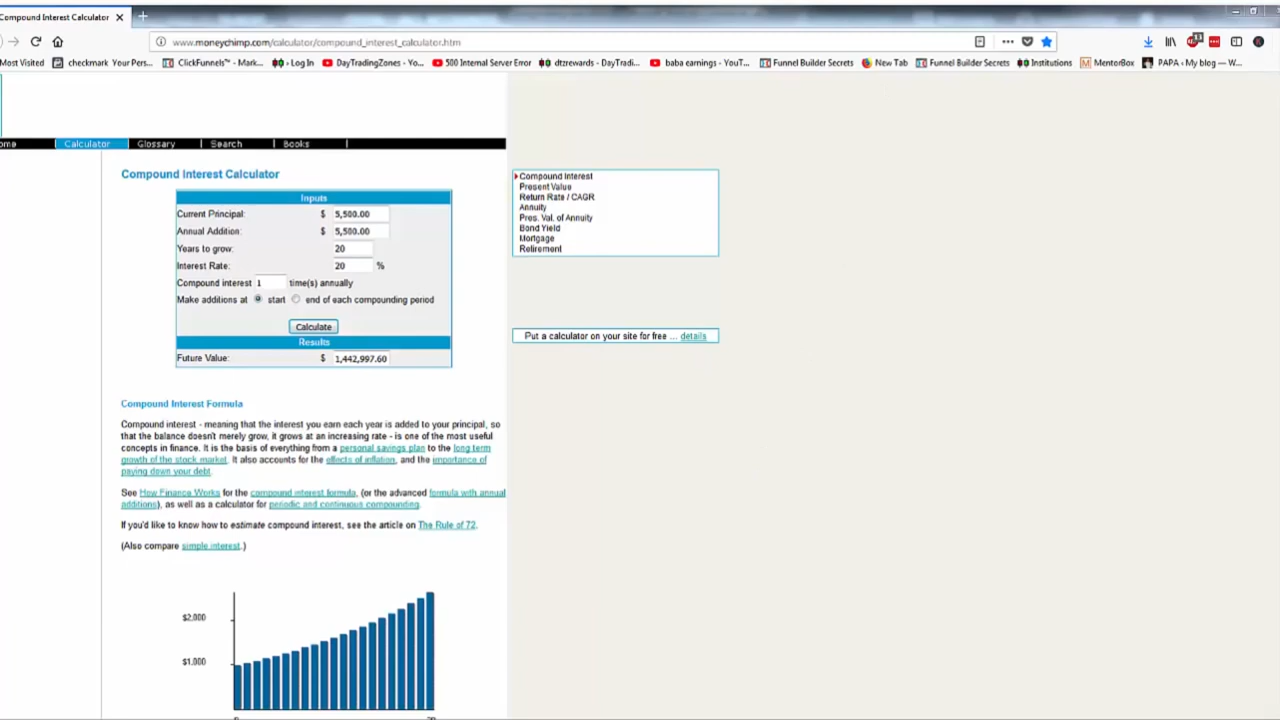 Compound Interest Calculator
www.moneychimp.com/calculator/compound_interest_calculator.htm
Most Visited checkmark Your Pers... ClickFunnels™ - Mark... ‹ Log In DayTradingZones - Yo... 500 Internal Server Error dtzrewards - DayTradi... baba earnings - YouT... Funnel Builder Secrets New Tab Funnel Builder Secrets Institutions MentorBox PAPA ‹ My blog — W...
ome Calculator Glossary Search Books
Compound Interest Calculator
Inputs
Current Principal: $ 5,500.00
Annual Addition: $ 5,500.00
Years to grow: 20
Interest Rate: 20 %
Compound interest 1 time(s) annually
Make additions at start end of each compounding period
Calculate
Results
Future Value: $ 1,442,997.60
Compound Interest
Present Value
Return Rate / CAGR
Annuity
Pres. Val. of Annuity
Bond Yield
Mortgage
Retirement
Put a calculator on your site for free ... details
Compound Interest Formula
Compound interest - meaning that the interest you earn each year is added to your principal, so
that the balance doesn't merely grow, it grows at an increasing rate - is one of the most useful
concepts in finance. It is the basis of everything from a personal savings plan to the long term
growth of the stock market. It also accounts for the effects of inflation, and the importance of
paying down your debt.
See How Finance Works for the compound interest formula, (or the advanced formula with annual
additions), as well as a calculator for periodic and continuous compounding.
If you'd like to know how to estimate compound interest, see the article on The Rule of 72.
(Also compare simple interest.)
$2,000
$1,000